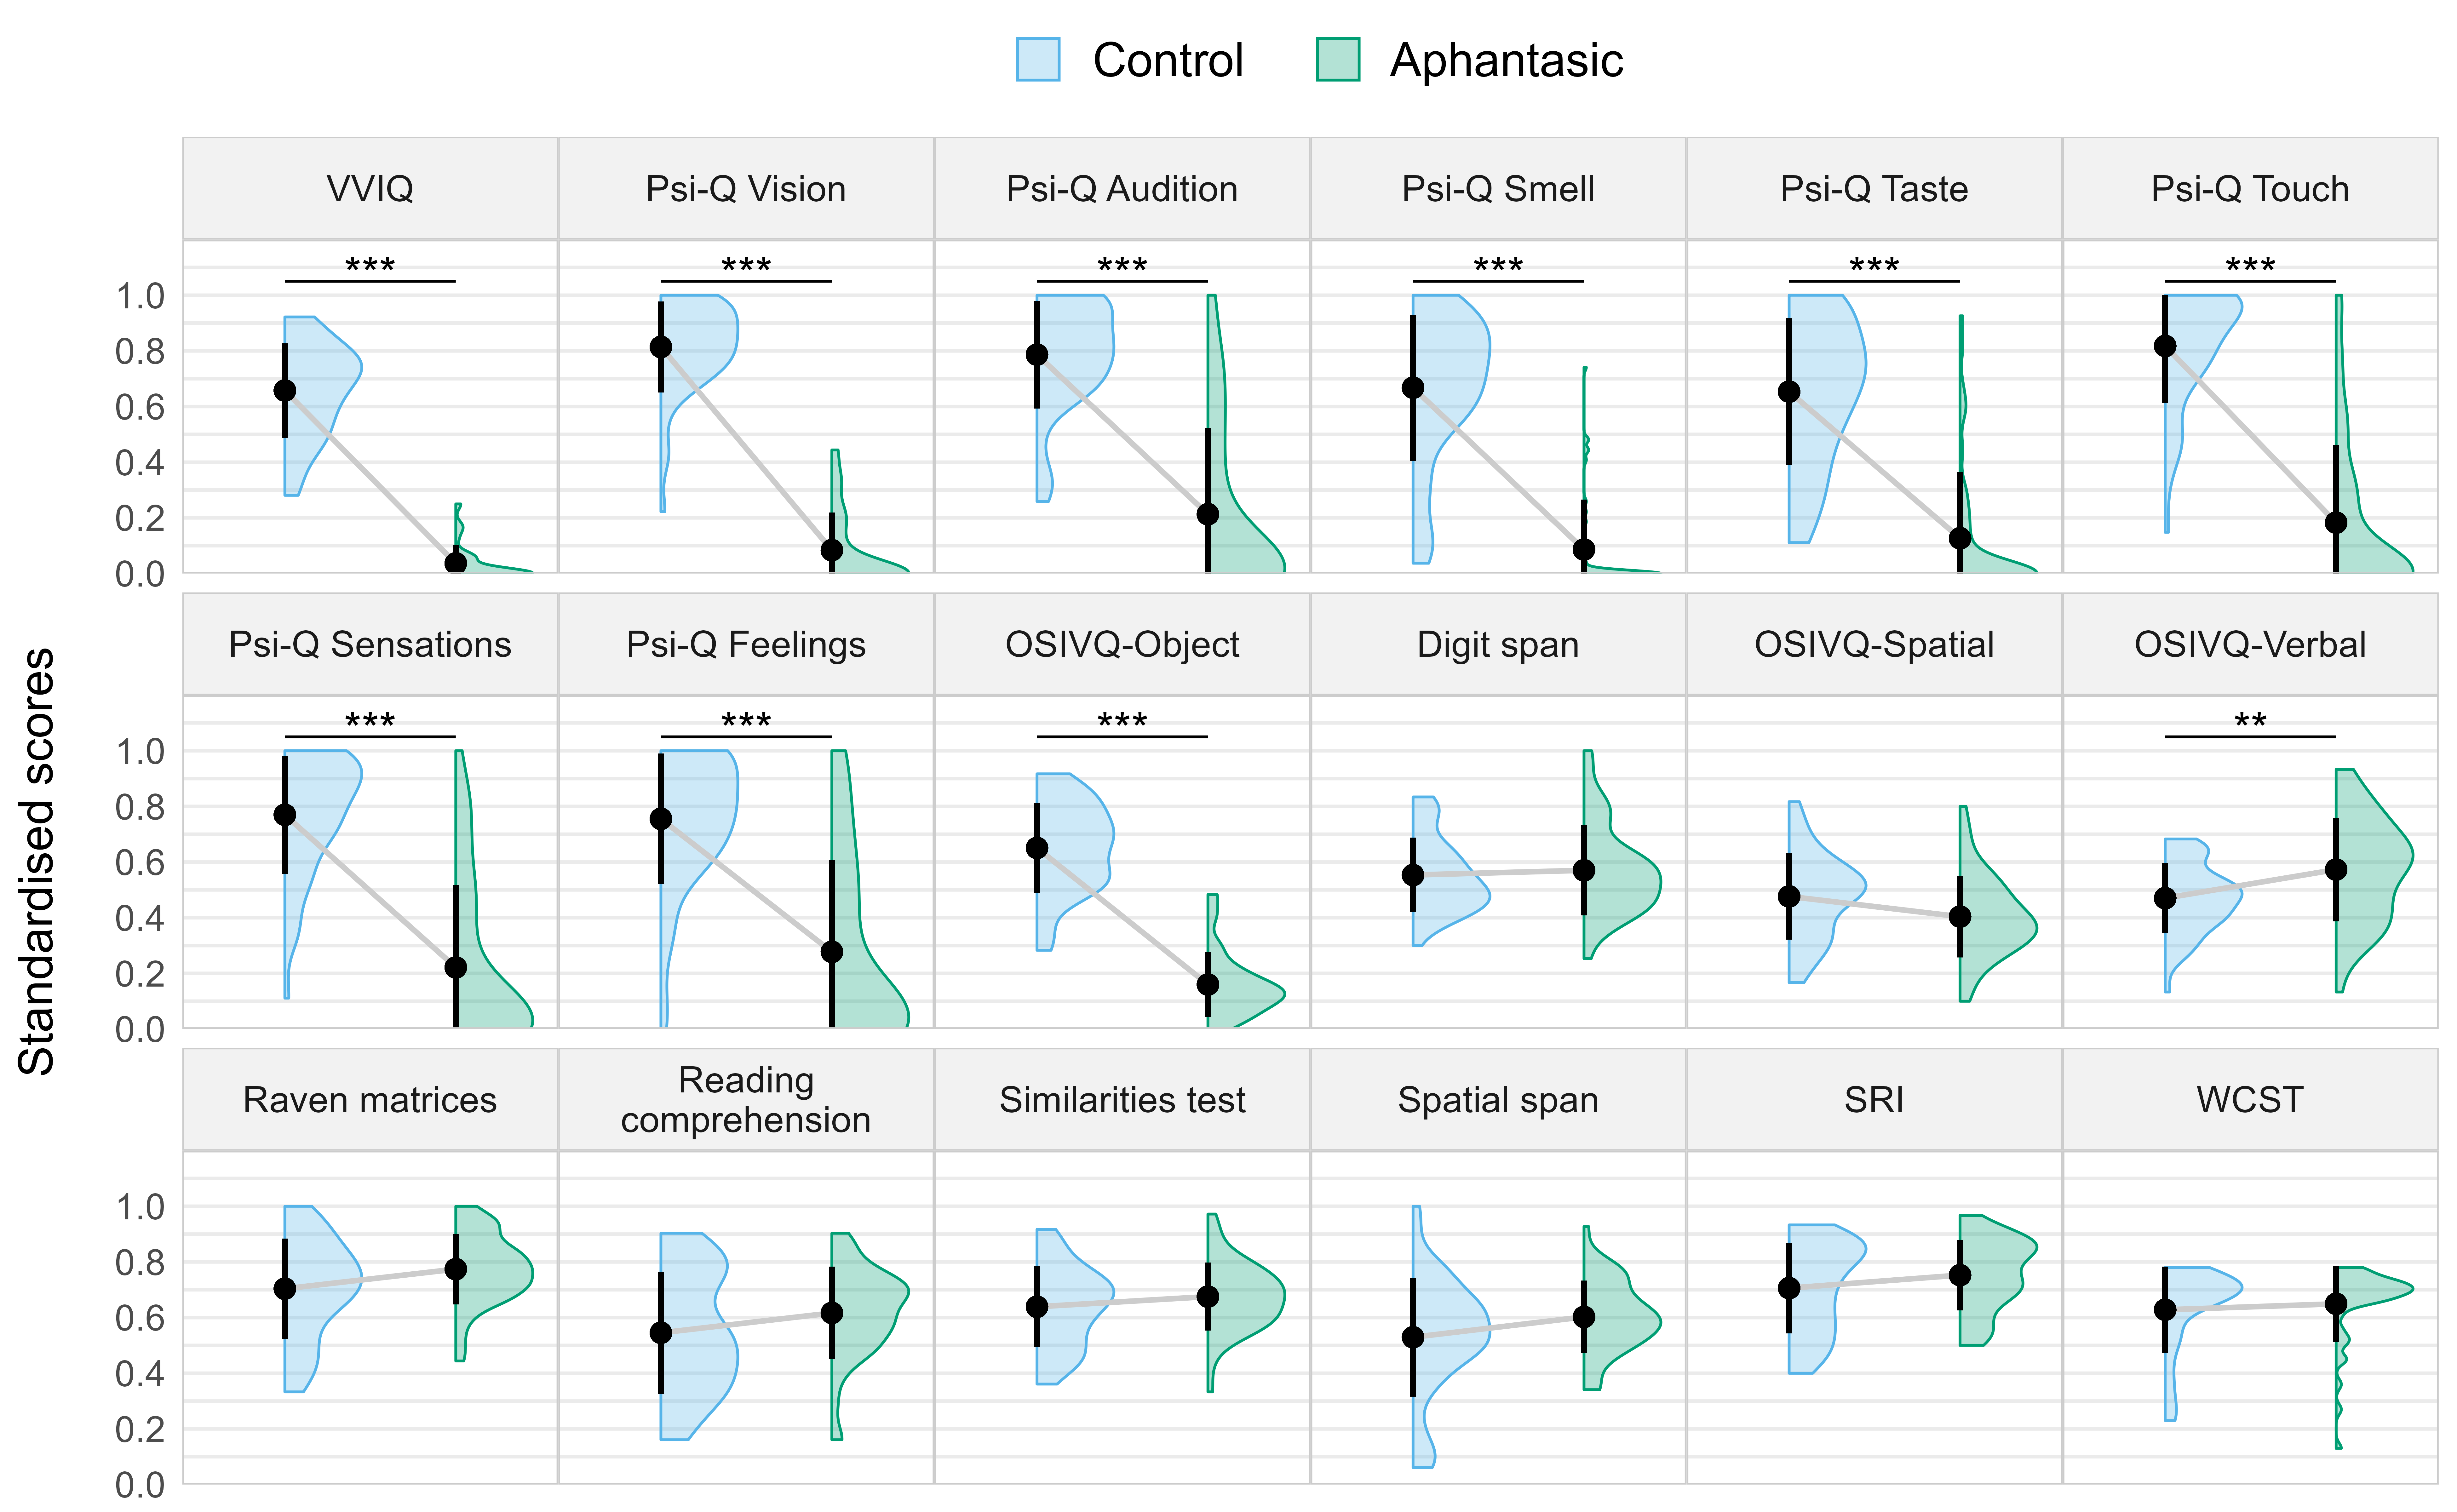 Control Aphantasic
VVIQ Psi-Q Vision Psi-Q Audition Psi-Q Smell Psi-Q Taste Psi-Q Touch
*** *** *** *** *** ***
1.0
0.8
0.6
0.4
0.2
0.0
Standardised scores
Psi-Q Sensations Psi-Q Feelings OSIVQ-Object Digit span OSIVQ-Spatial OSIVQ-Verbal
*** *** *** **
1.0
0.8
0.6
0.4
0.2
0.0
Raven matrices Reading comprehension Similarities test Spatial span SRI WCST
1.0
0.8
0.6
0.4
0.2
0.0